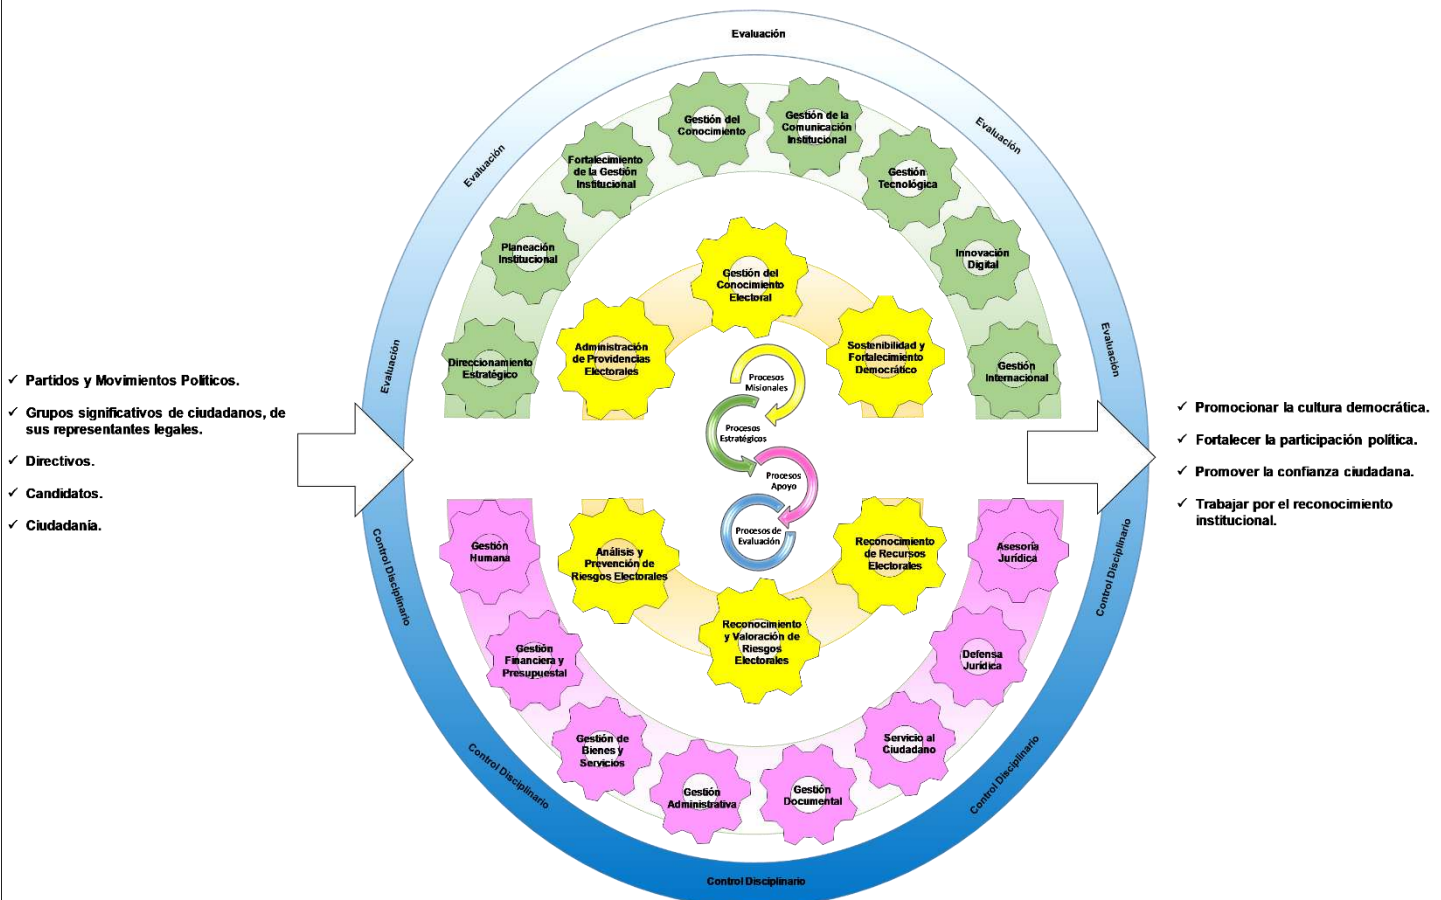 Evaluación
Evaluación
Evaluación
Evaluación
Evaluación
Gestión del
Conocimiento
Gestión de la
Comunicación
Institucional
Fortalecimiento
de la Gestión
Institucional
Gestión
Tecnológica
Planeación
Institucional
Innovación
Digital
Direccionamiento
Estratégico
Gestión
Internacional
Gestión del
Conocimiento
Electoral
Administración
de Providencias
Electorales
Sostenibilidad y
Fortalecimiento
Democrático
Procesos
Misionales
Procesos
Estratégicos
Procesos
Apoyo
Procesos de
Evaluación
✓ Partidos y Movimientos Políticos.
✓ Grupos significativos de ciudadanos, de
sus representantes legales.
✓ Directivos.
✓ Candidatos.
✓ Ciudadanía.
✓ Promocionar la cultura democrática.
✓ Fortalecer la participación política.
✓ Promover la confianza ciudadana.
✓ Trabajar por el reconocimiento
institucional.
Análisis y
Prevención de
Riesgos Electorales
Reconocimiento
de Recursos
Electorales
Reconocimiento
y Valoración de
Riesgos
Electorales
Gestión
Humana
Asesoría
Jurídica
Gestión
Financiera y
Presupuestal
Defensa
Jurídica
Gestión de
Bienes y
Servicios
Servicio al
Ciudadano
Gestión
Administrativa
Gestión
Documental
Control Disciplinario
Control Disciplinario
Control Disciplinario
Control Disciplinario
Control Disciplinario